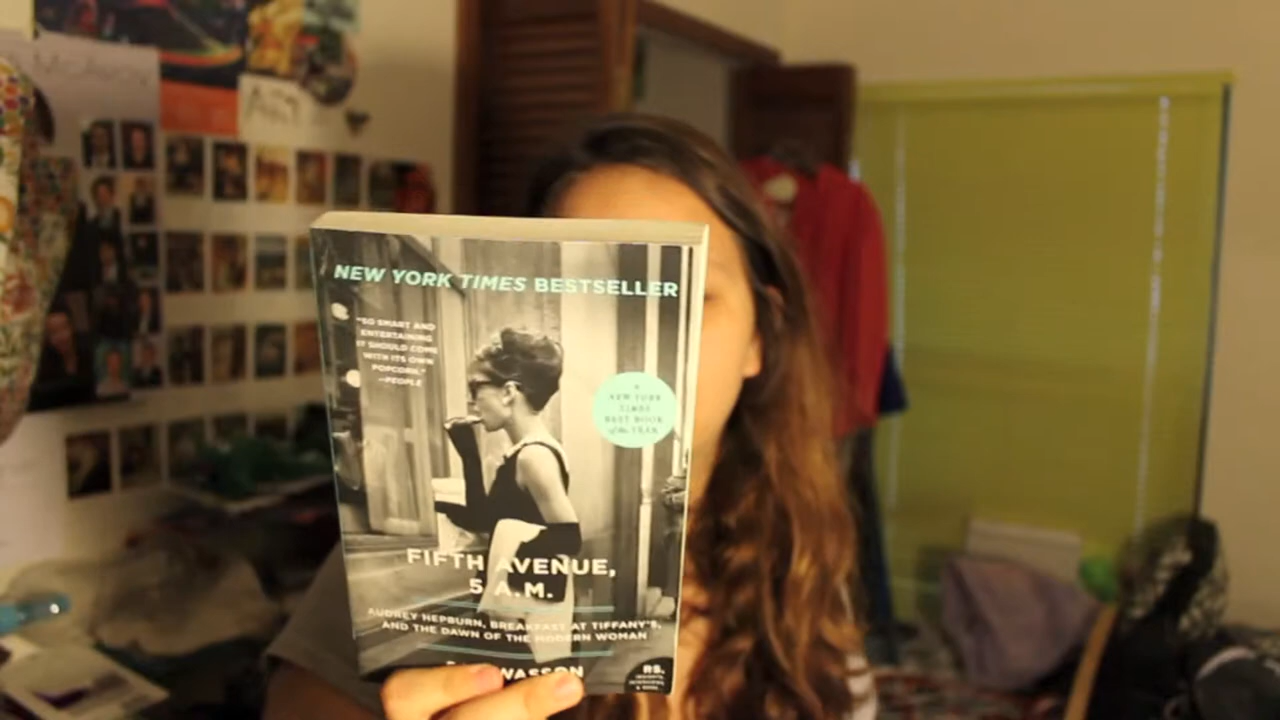 NEW YORK TIMES BESTSELLER
"SO SMART AND
ENTERTAINING
IT SHOULD COME
WITH ITS OWN
POPCORN."
—PEOPLE
A
NEW YORK
TIMES
BEST BOOK
of the YEAR
FIFTH AVENUE,
5 A.M.
AUDREY HEPBURN, BREAKFAST AT TIFFANY'S,
AND THE DAWN OF THE MODERN WOMAN
WASSON
P.S.